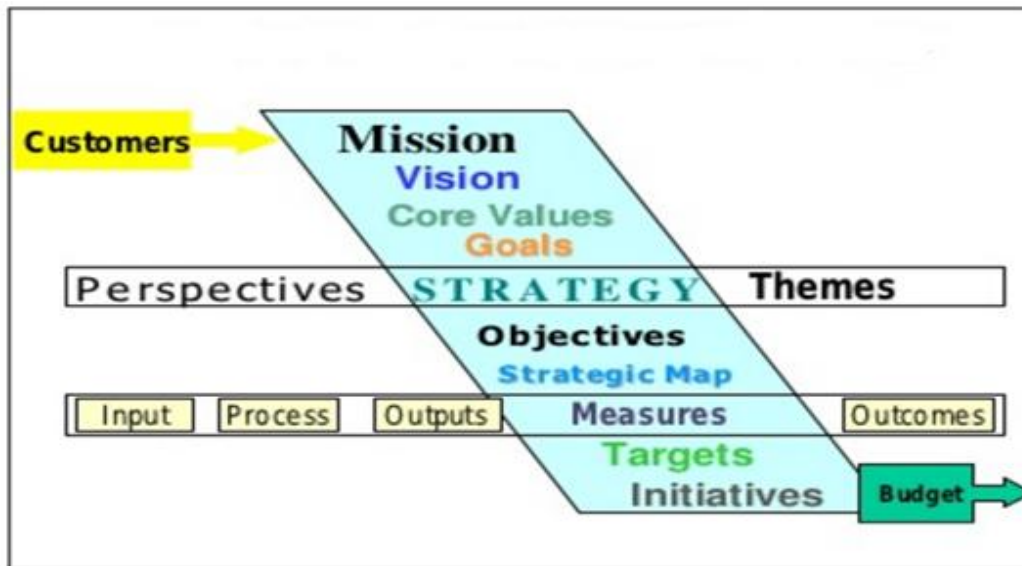 Customers
Mission
Vision
Core Values
Goals
Perspectives STRATEGY Themes
Objectives
Strategic Map
Input Process Outputs Measures Outcomes
Targets
Initiatives Budget